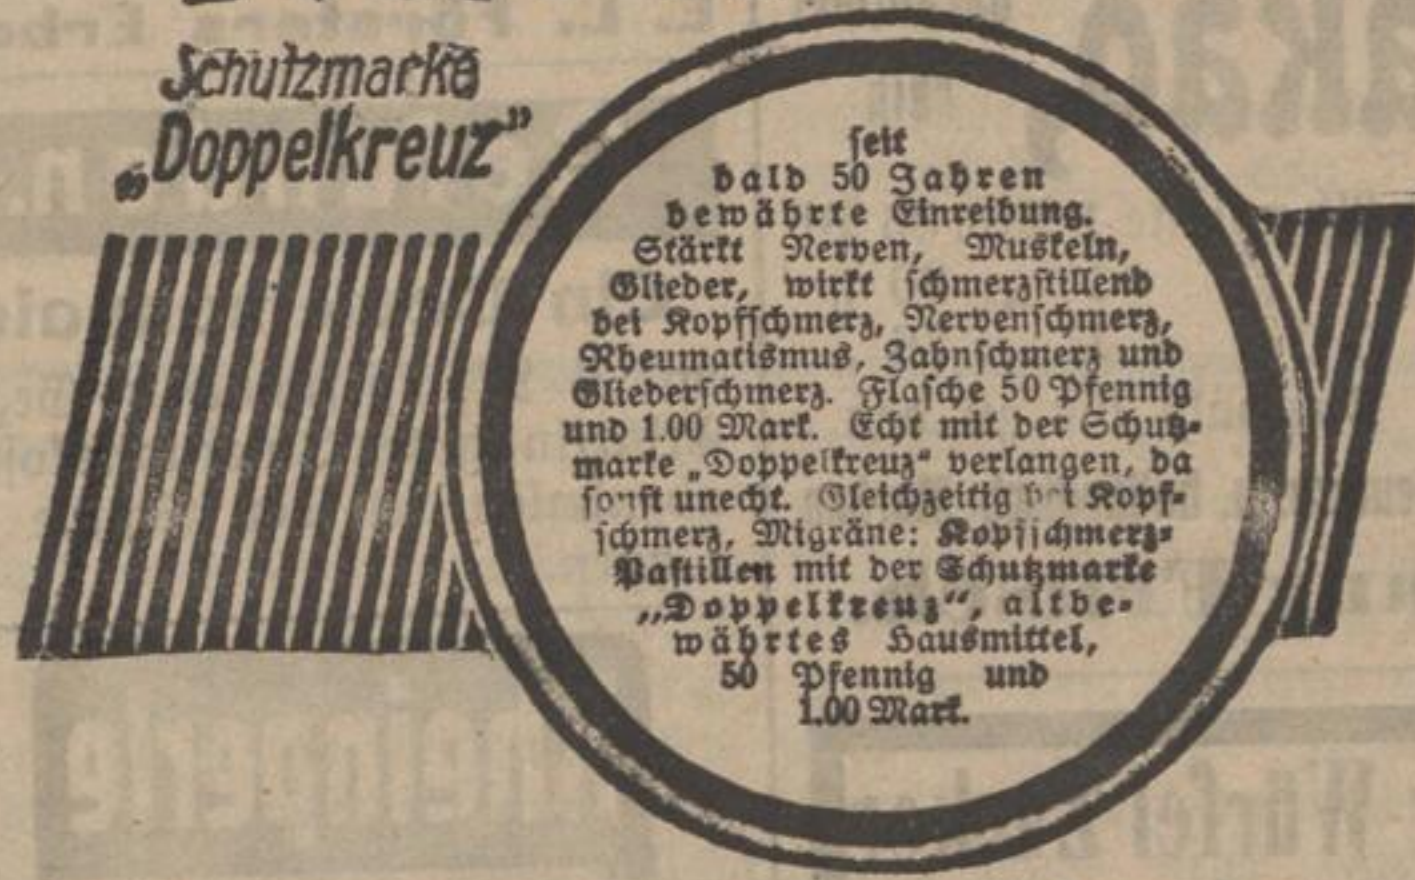 Schutzmarke
„Doppelkreuz”
seit
bald 50 Jahren
bewährte Einreibung.
Stärkt Nerven, Muskeln,
Glieder, wirkt schmerzstillend
bei Kopfschmerz, Nervenschmerz,
Rheumatismus, Zahnschmerz und
Gliederschmerz. Flasche 50 Pfennig
und 1.00 Mark. Echt mit der Schutz-
marke „Doppelkreuz“ verlangen, da
sonst unecht. Gleichzeitig bei Kopf-
schmerz, Migräne: Kopfschmerz-
Pastillen mit der Schutzmarke
„Doppelkreuz“, altbe-
währtes Hausmittel,
50 Pfennig und
1.00 Mark.